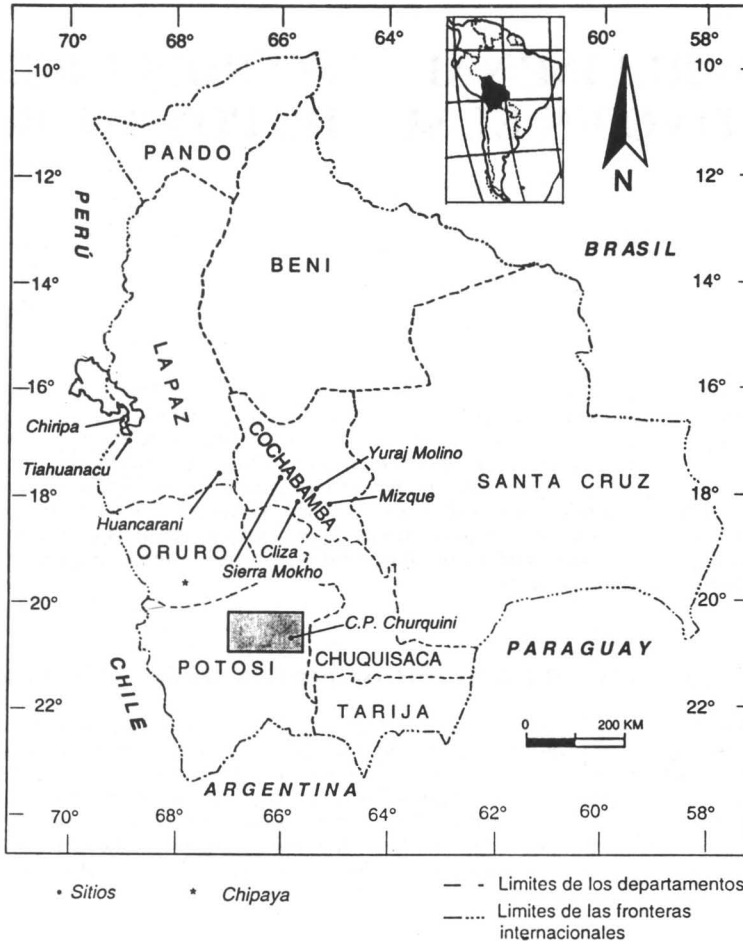 70° 68° 66° 64° 60° 58°
10° 10°
PANDO
N
12° 12°
PERÚ
BRASIL
BENI
14° 14°
LA PAZ
16° 16°
Chiripa
COCHABAMBA
Yuraj Molino
Tiahuanacu
SANTA CRUZ
Mizque
18° 18°
Huancarani
ORURO
Cliza
Sierra Mokho
20° 20°
C.P. Churquini
PARAGUAY
CHUQUISACA
POTOSI
CHILE
TARIJA
22° 22°
0 200 KM
ARGENTINA
70° 68° 66° 64° 62° 60° 58°
• Sitios * Chipaya
Limites de los departamentos
Limites de las fronteras
internacionales